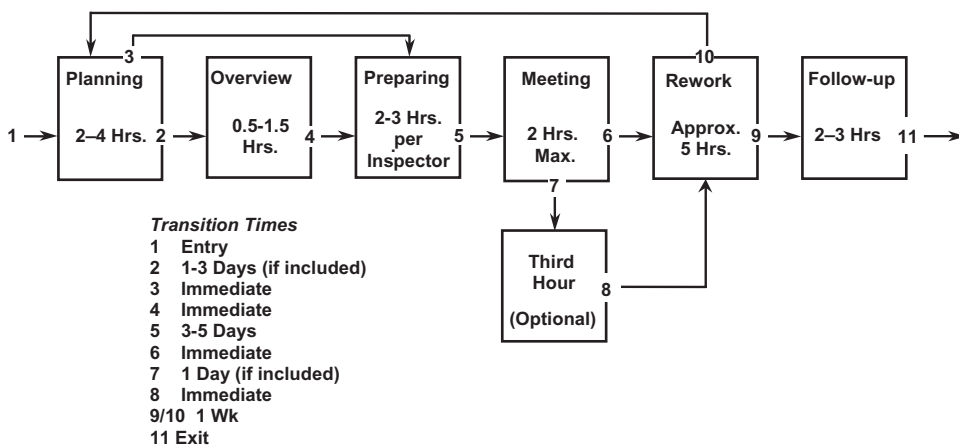 3
10
Planning
Overview
Preparing
Meeting
Rework
Follow-up
1
2–4 Hrs.
2
0.5-1.5
Hrs.
4
2-3 Hrs.
per
Inspector
5
2 Hrs.
Max.
6
Approx.
5 Hrs.
9
2–3 Hrs
11
7
Third
Hour
(Optional)
8
Transition Times
1 Entry
2 1-3 Days (if included)
3 Immediate
4 Immediate
5 3-5 Days
6 Immediate
7 1 Day (if included)
8 Immediate
9/10 1 Wk
11 Exit